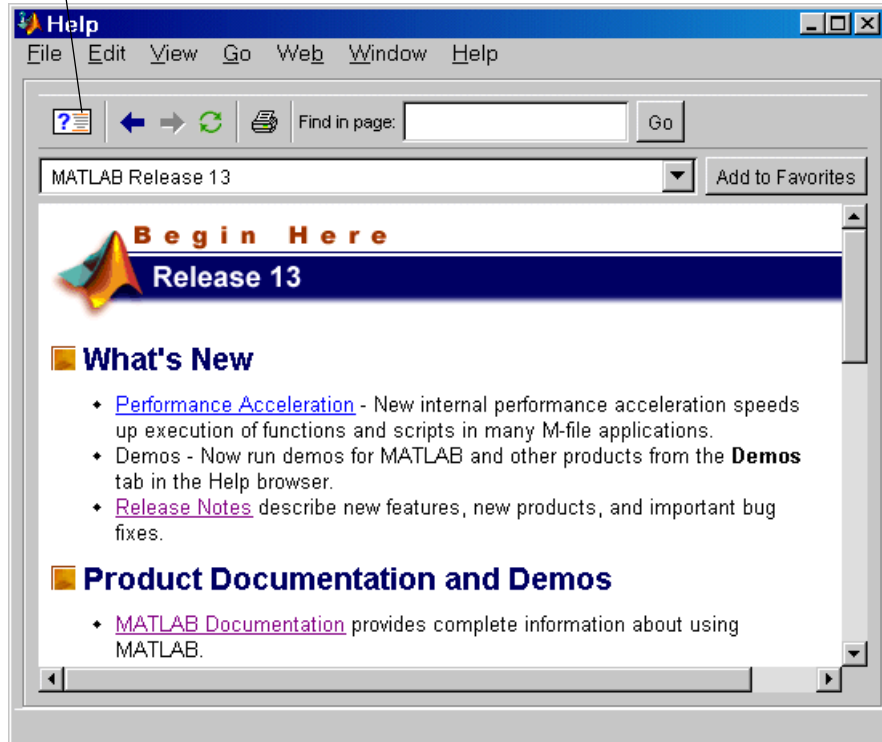 Help
File Edit View Go Web Window Help
Find in page: Go
MATLAB Release 13 Add to Favorites
Begin Here
Release 13
What's New
Performance Acceleration - New internal performance acceleration speeds
up execution of functions and scripts in many M-file applications.
Demos - Now run demos for MATLAB and other products from the Demos
tab in the Help browser.
Release Notes describe new features, new products, and important bug
fixes.
Product Documentation and Demos
MATLAB Documentation provides complete information about using
MATLAB.